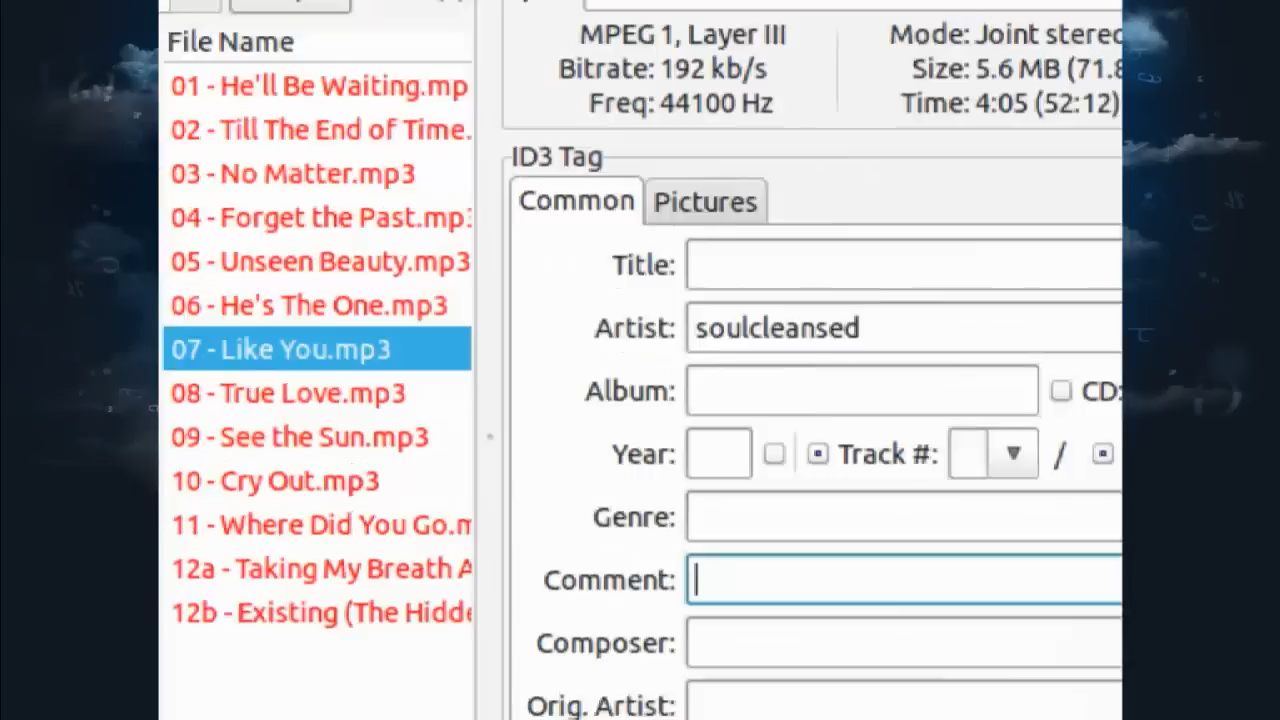 File Name
01 - He'll Be Waiting.mp
02 - Till The End of Time.
03 - No Matter.mp3
04 - Forget the Past.mp3
05 - Unseen Beauty.mp3
06 - He's The One.mp3
07 - Like You.mp3
08 - True Love.mp3
09 - See the Sun.mp3
10 - Cry Out.mp3
11 - Where Did You Go.m
12a - Taking My Breath A
12b - Existing (The Hidde
MPEG 1, Layer III
Mode: Joint stereo
Bitrate: 192 kb/s
Size: 5.6 MB (71.8
Freq: 44100 Hz
Time: 4:05 (52:12)
ID3 Tag
Common
Pictures
Title:
Artist: soulcleansed
Album:
CD:
Year:
Track #:
/
Genre:
Comment:
Composer:
Orig. Artist: